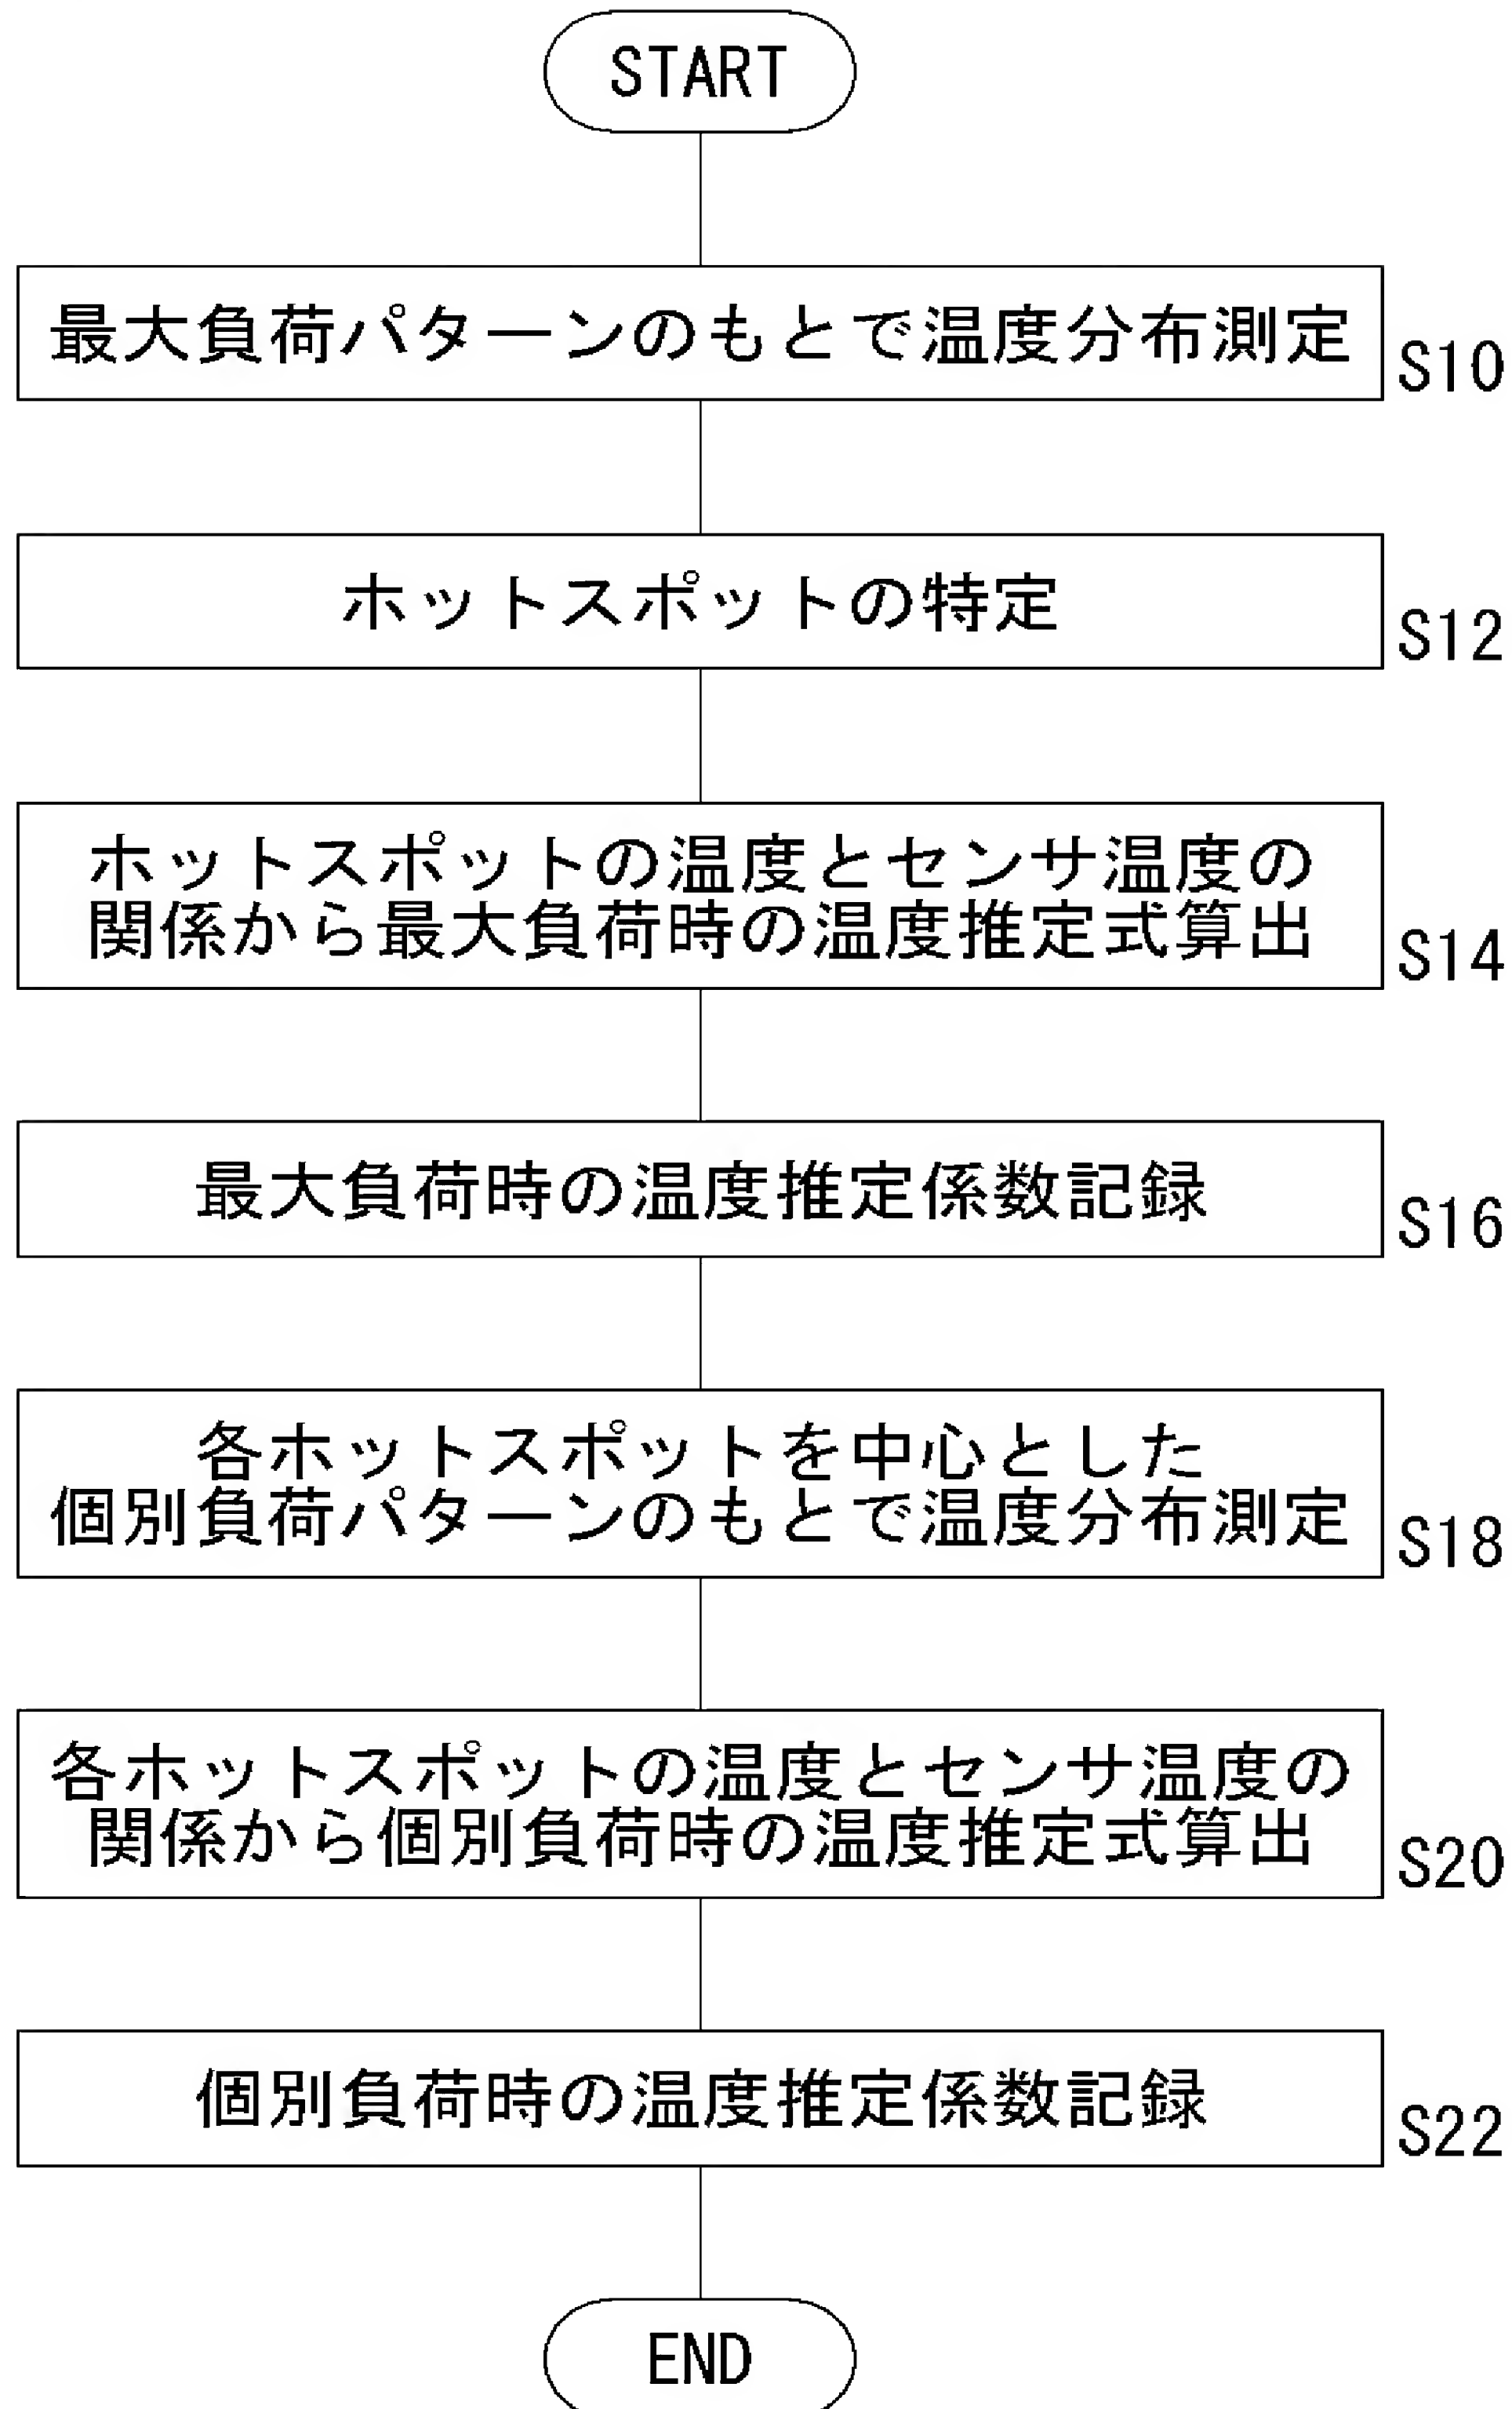 START
最大負荷パターンのもとで温度分布測定
S10
ホットスポットの特定
S12
ホットスポットの温度とセンサ温度の
関係から最大負荷時の温度推定式算出
S14
最大負荷時の温度推定係数記録
S16
各ホットスポットを中心とした
個別負荷パターンのもとで温度分布測定
S18
各ホットスポットの温度とセンサ温度の
関係から個別負荷時の温度推定式算出
S20
個別負荷時の温度推定係数記録
S22
END